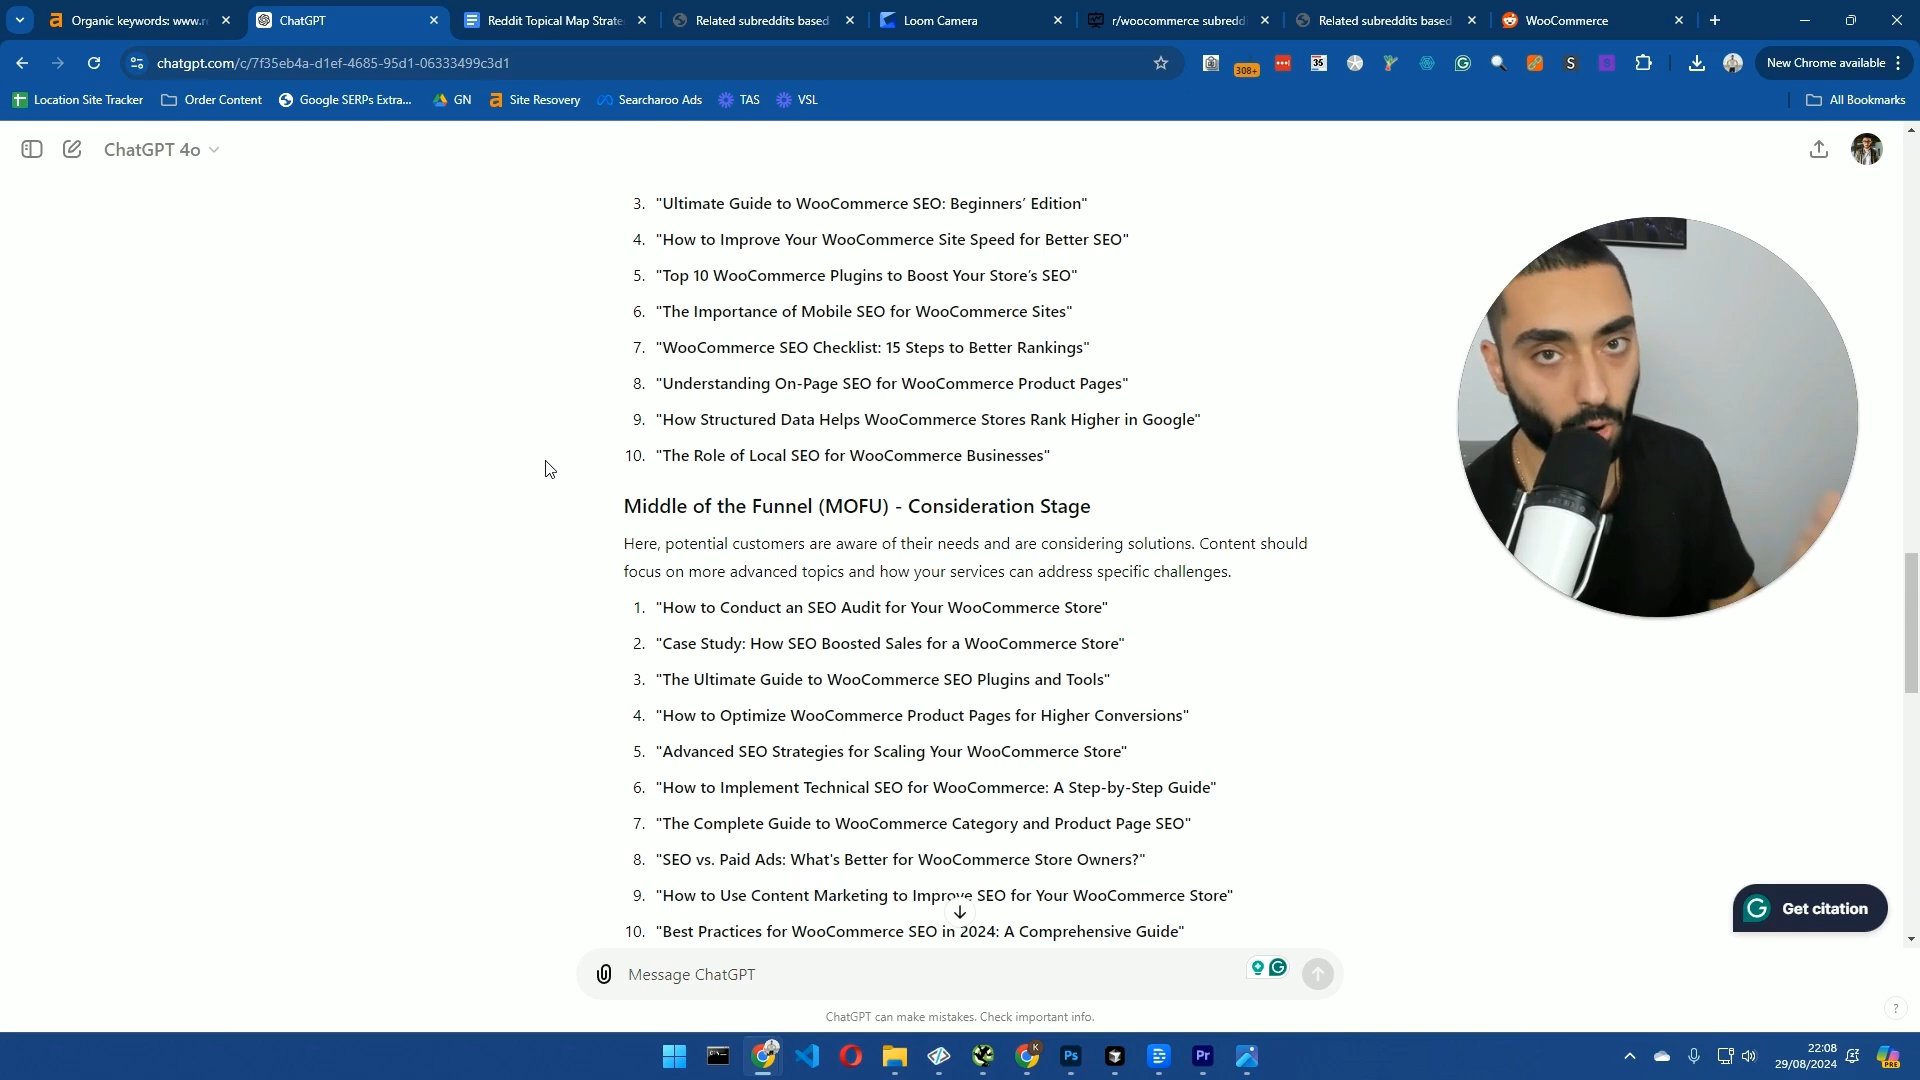 Organic keywords: www.r
ChatGPT
Reddit Topical Map Strate
Related subreddits based
Loom Camera
r/woocommerce subreddi
Related subreddits based
WooCommerce
chatgpt.com/c/7f35eb4a-d1ef-4685-95d1-06333499c3d1
308+
35
S
New Chrome available
Location Site Tracker
Order Content
Google SERPs Extra...
GN
Site Recovery
Searcharoo Ads
TAS
VSL
All Bookmarks
ChatGPT 4o
3. "Ultimate Guide to WooCommerce SEO: Beginners’ Edition"
4. "How to Improve Your WooCommerce Site Speed for Better SEO"
5. "Top 10 WooCommerce Plugins to Boost Your Store’s SEO"
6. "The Importance of Mobile SEO for WooCommerce Sites"
7. "WooCommerce SEO Checklist: 15 Steps to Better Rankings"
8. "Understanding On-Page SEO for WooCommerce Product Pages"
9. "How Structured Data Helps WooCommerce Stores Rank Higher in Google"
10. "The Role of Local SEO for WooCommerce Businesses"
Middle of the Funnel (MOFU) - Consideration Stage
Here, potential customers are aware of their needs and are considering solutions. Content should
focus on more advanced topics and how your services can address specific challenges.
1. "How to Conduct an SEO Audit for Your WooCommerce Store"
2. "Case Study: How SEO Boosted Sales for a WooCommerce Store"
3. "The Ultimate Guide to WooCommerce SEO Plugins and Tools"
4. "How to Optimize WooCommerce Product Pages for Higher Conversions"
5. "Advanced SEO Strategies for Scaling Your WooCommerce Store"
6. "How to Implement Technical SEO for WooCommerce: A Step-by-Step Guide"
7. "The Complete Guide to WooCommerce Category and Product Page SEO"
8. "SEO vs. Paid Ads: What's Better for WooCommerce Store Owners?"
9. "How to Use Content Marketing to Improve SEO for Your WooCommerce Store"
10. "Best Practices for WooCommerce SEO in 2024: A Comprehensive Guide"
Get citation
Message ChatGPT
ChatGPT can make mistakes. Check important info.
?
K
Ps
Pr
22:08
29/08/2024
PRE